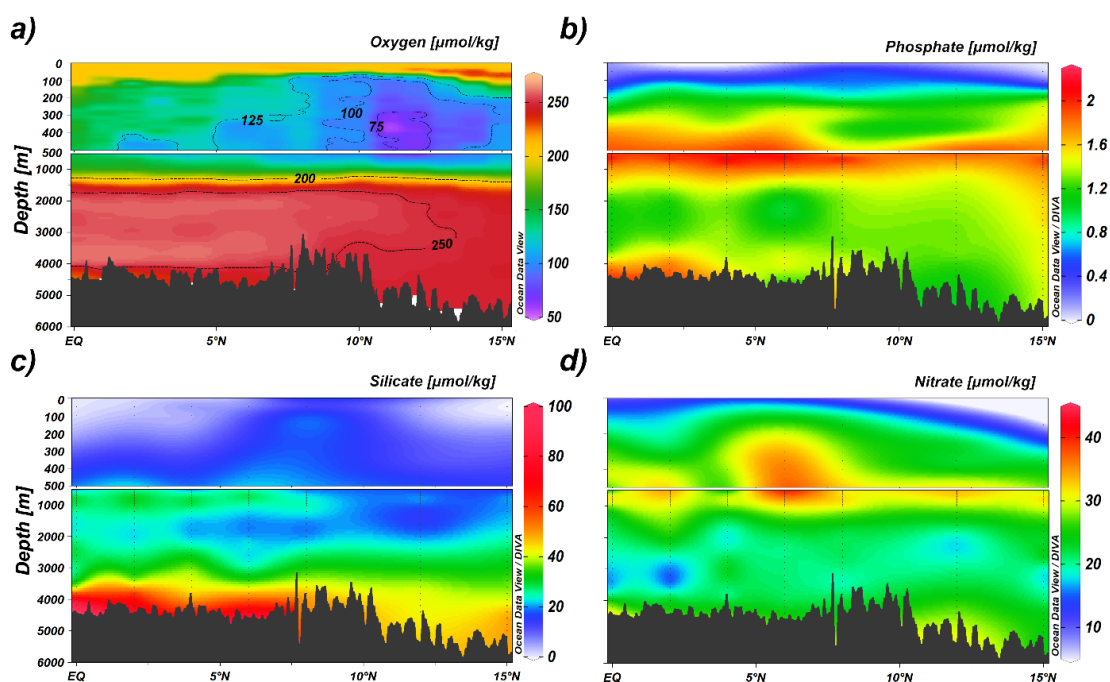 a)
Oxygen [µmol/kg]
0
100
200
300
400
500
1000
2000
3000
4000
5000
6000
Depth [m]
125
100
75
200
250
EQ
5°N
10°N
15°N
250
200
150
100
50
Ocean Data View / DIVA
b)
Phosphate [µmol/kg]
EQ
5°N
10°N
15°N
2
1.6
1.2
0.8
0.4
0
Ocean Data View / DIVA
c)
Silicate [µmol/kg]
0
100
200
300
400
500
1000
2000
3000
4000
5000
6000
Depth [m]
EQ
5°N
10°N
15°N
100
80
60
40
20
0
Ocean Data View / DIVA
d)
Nitrate [µmol/kg]
EQ
5°N
10°N
15°N
40
30
20
10
Ocean Data View / DIVA